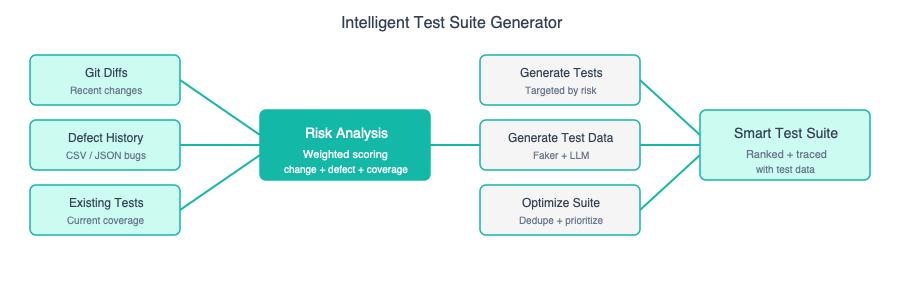 Intelligent Test Suite Generator
Git Diffs
Recent changes
Defect History
CSV / JSON bugs
Existing Tests
Current coverage
Risk Analysis
Weighted scoring
change + defect + coverage
Generate Tests
Targeted by risk
Generate Test Data
Faker + LLM
Optimize Suite
Dedupe + prioritize
Smart Test Suite
Ranked + traced
with test data